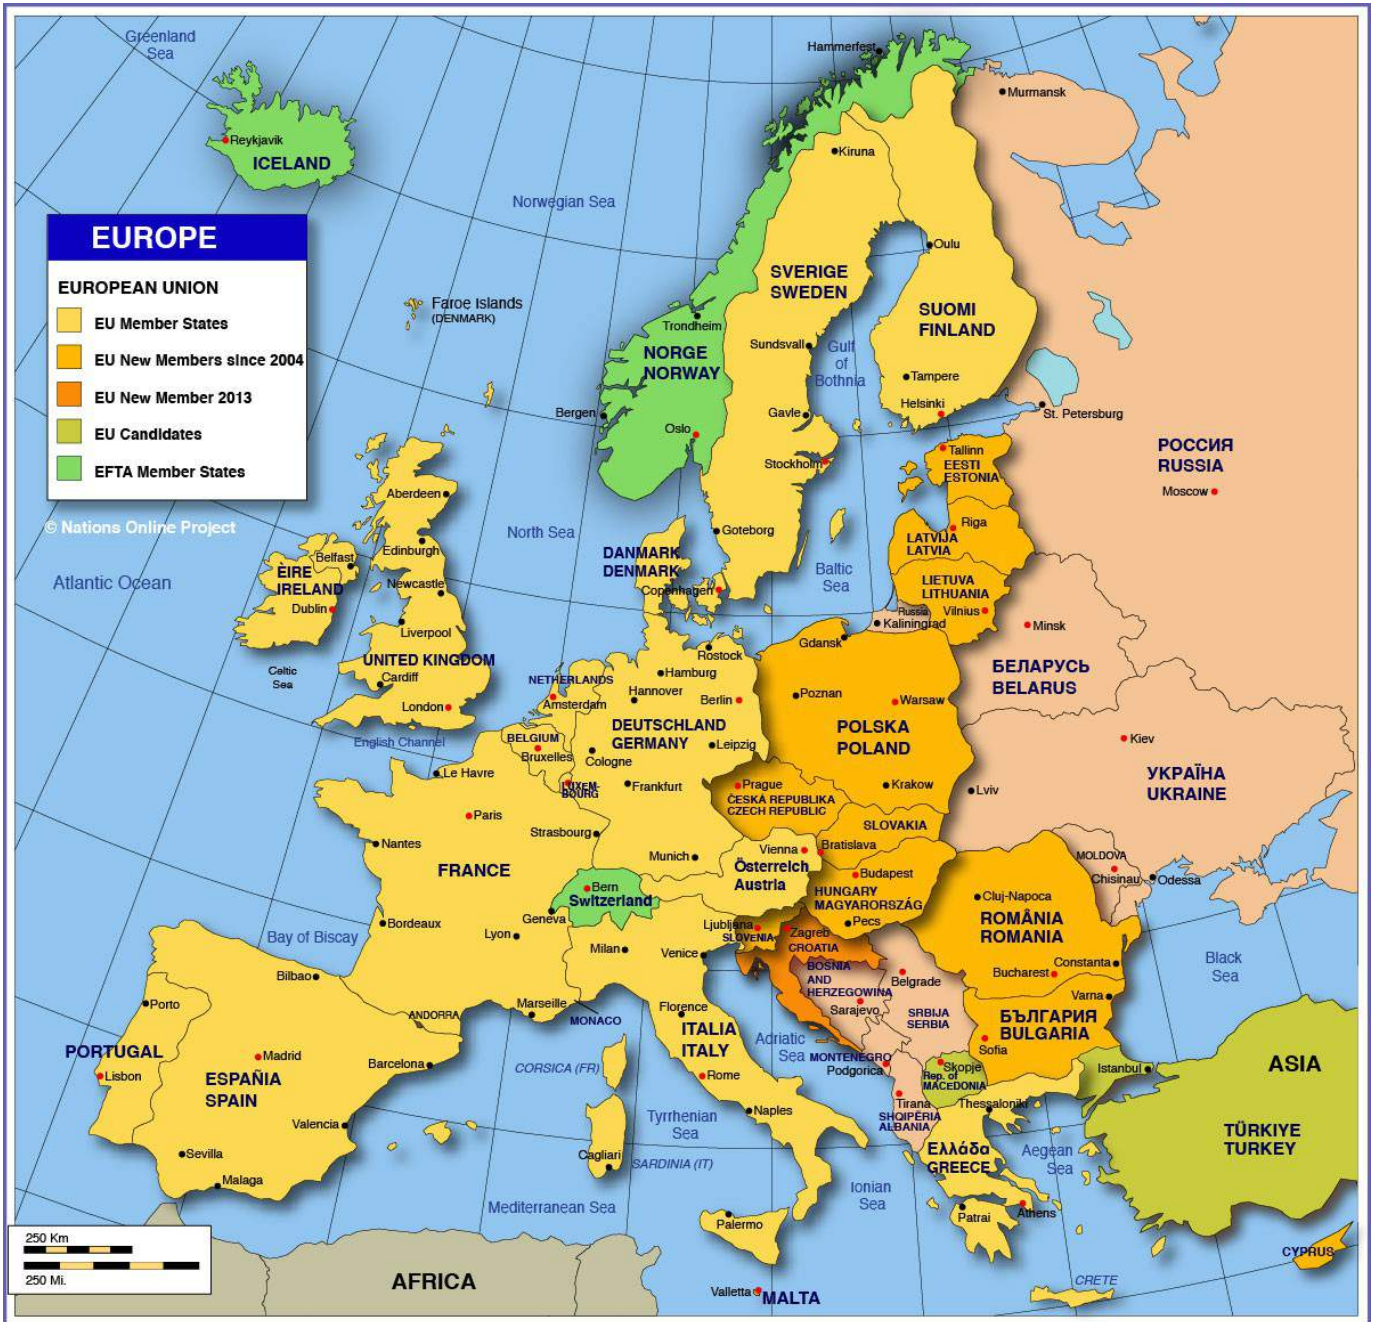 Greenland
Sea
Hammerfest
Murmansk
Reykjavik
ICELAND
Kiruna
Norwegian Sea
EUROPE
EUROPEAN UNION
EU Member States
EU New Members since 2004
EU New Member 2013
EU Candidates
EFTA Member States
© Nations Online Project
Oulu
SVERIGE
SWEDEN
SUOMI
FINLAND
Faroe Islands
(DENMARK)
Trondheim
NORGE
NORWAY
Sundsvall
Gulf
of
Bothnia
Tampere
Helsinki
Bergen
Gavle
St. Petersburg
Oslo
Stockholm
РОССИЯ
RUSSIA
Moscow
Tallinn
EESTI
ESTONIA
Aberdeen
North Sea
Goteborg
Riga
LATVIJA
LATVIA
Edinburgh
Belfast
ÈIRE
IRELAND
Dublin
Atlantic Ocean
DANMARK
DENMARK
Copenhagen
Baltic
Sea
LIETUVA
LITHUANIA
Vilnius
Newcastle
Russia
Kaliningrad
Minsk
Liverpool
Gdansk
Celtic
Sea
UNITED KINGDOM
Cardiff
London
Rostock
Hamburg
NETHERLANDS
Amsterdam
Hannover
Berlin
Poznan
Warsaw
БЕЛАРУСЬ
BELARUS
English Channel
BELGIUM
Bruxelles
DEUTSCHLAND
GERMANY
Leipzig
Cologne
POLSKA
POLAND
Kiev
Le Havre
LUXEM-
BOURG
Frankfurt
Prague
ČESKÁ REPUBLIKA
CZECH REPUBLIC
Krakow
Lviv
УКРАЇНА
UKRAINE
Paris
Strasbourg
SLOVAKIA
Nantes
Munich
Vienna
Bratislava
Österreich
Austria
MOLDOVA
Chisinau
Odessa
FRANCE
Bern
Switzerland
Budapest
HUNGARY
MAGYARORSZÁG
Cluj-Napoca
Geneva
Pecs
ROMÂNIA
ROMANIA
Bordeaux
Lyon
Ljubljana
SLOVENIA
Zagreb
CROATIA
Bay of Biscay
Milan
Venice
Constanta
Bucharest
Black
Sea
Bilbao
BOSNIA
AND
HERZEGOWINA
Sarajevo
Belgrade
Varna
Porto
Marseille
Florence
SRBIJA
SERBIA
БЪЛГАРИЯ
BULGARIA
ANDORRA
MONACO
ITALIA
ITALY
Adriatic
Sea
Sofia
PORTUGAL
Lisbon
Madrid
Barcelona
CORSICA (FR)
MONTENEGRO
Podgorica
Skopje
Rep. of
MACEDONIA
Istanbul
ASIA
ESPAÑIA
SPAIN
Rome
Tirana
Thessaloniki
Valencia
Tyrrhenian
Sea
Naples
SHQIPËRIA
ALBANIA
TÜRKIYE
TURKEY
Sevilla
Cagliari
SARDINIA (IT)
Ελλάδα
GREECE
Aegean
Sea
Malaga
Mediterranean Sea
Ionian
Sea
Palermo
Patrai
Athens
250 Km
250 Mi.
AFRICA
CYPRUS
Valletta
MALTA
CRETE